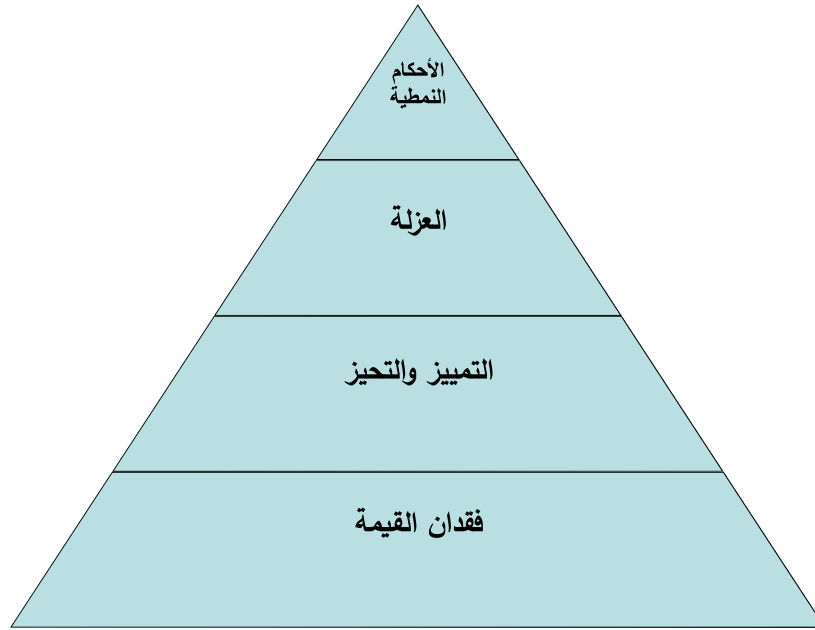 الأحكام
النمطية
العزلة
التمييز والتحيز
فقدان القيمة